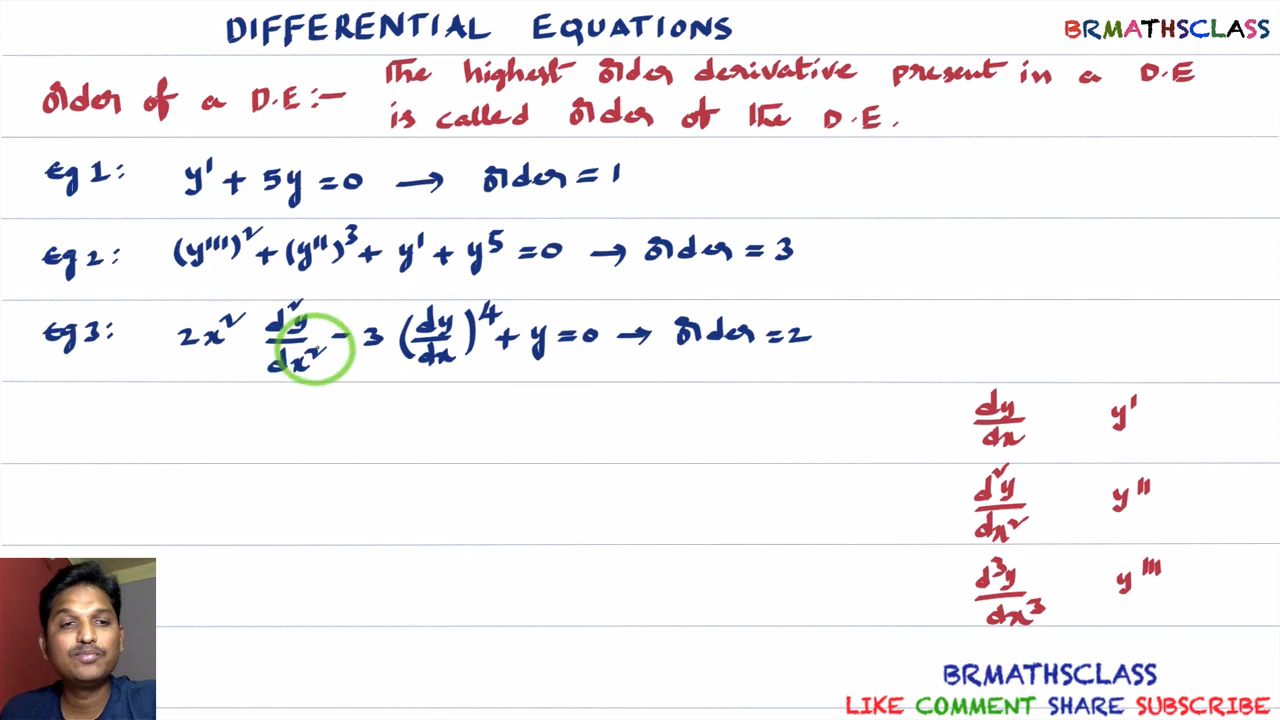 DIFFERENTIAL EQUATIONS
BRMATHSCLASS
Order of a D.E:- The highest order derivative present in a D.E
is called order of the D.E.
Eg 1: y' + 5y = 0 → order = 1
Eg 2: (y''')² + (y'')³ + y' + y⁵ = 0 → order = 3
Eg 3: 2x² d²y/dx² - 3 (dy/dx)⁴ + y = 0 → order = 2
dy/dx y'
d²y/dx² y''
d³y/dx³ y'''
BRMATHSCLASS
LIKE COMMENT SHARE SUBSCRIBE